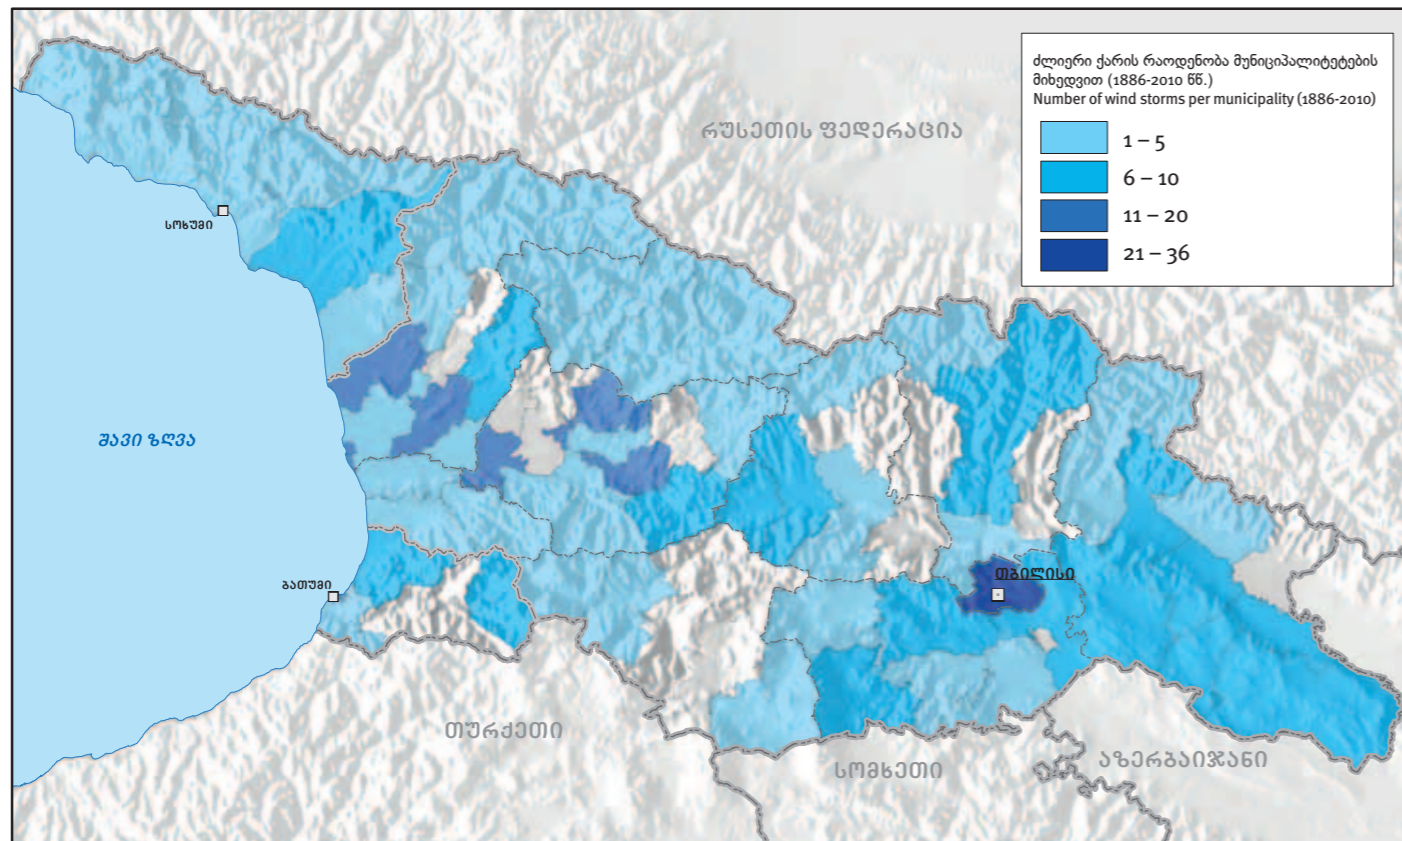 ძლიერი ქარის რაოდენობა მუნიციპალიტეტების
მიხედვით (1886-2010 წწ.)
Number of wind storms per municipality (1886-2010)
1 – 5
6 – 10
11 – 20
21 – 36
რუსეთის ფედერაცია
სოხუმი
შავი ზღვა
თბილისი
ბათუმი
თურქეთი
სომხეთი
აზერბაიჯანი